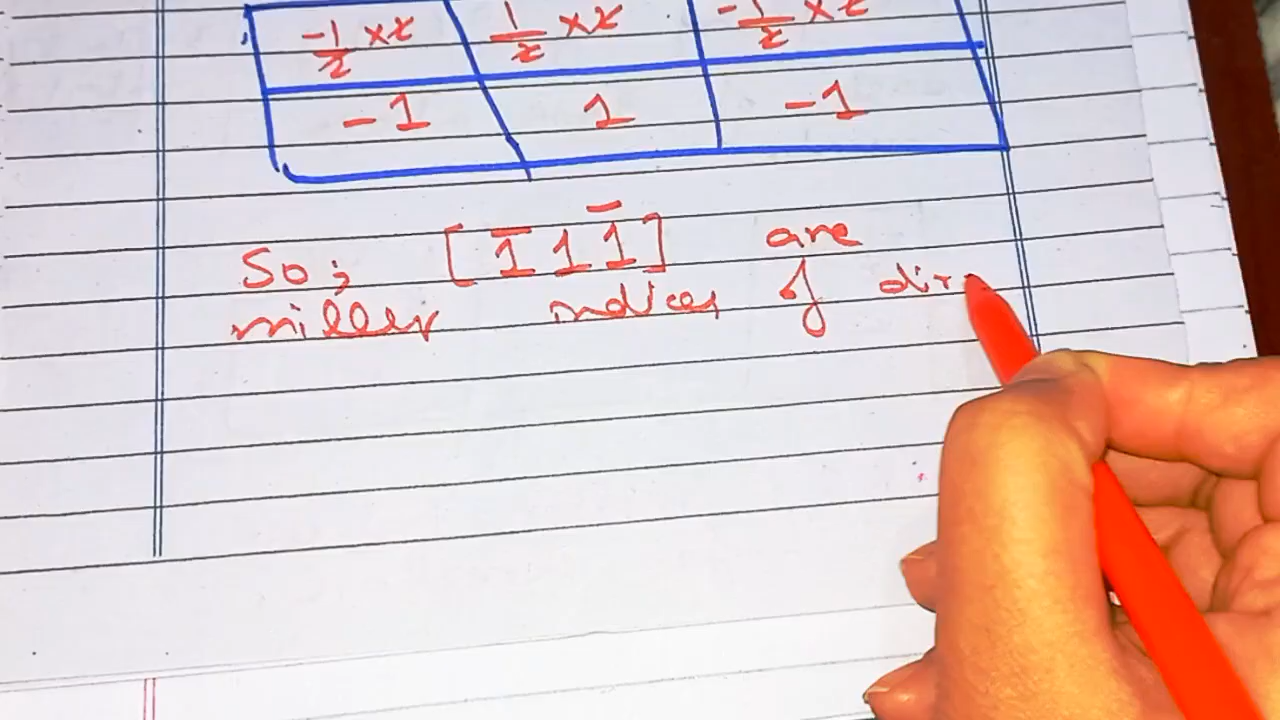 -1/2 ×2 1/2 ×2 -1/2 ×2
-1 1 -1
So; [1̅ 1 1̅] are
miller indices of dir